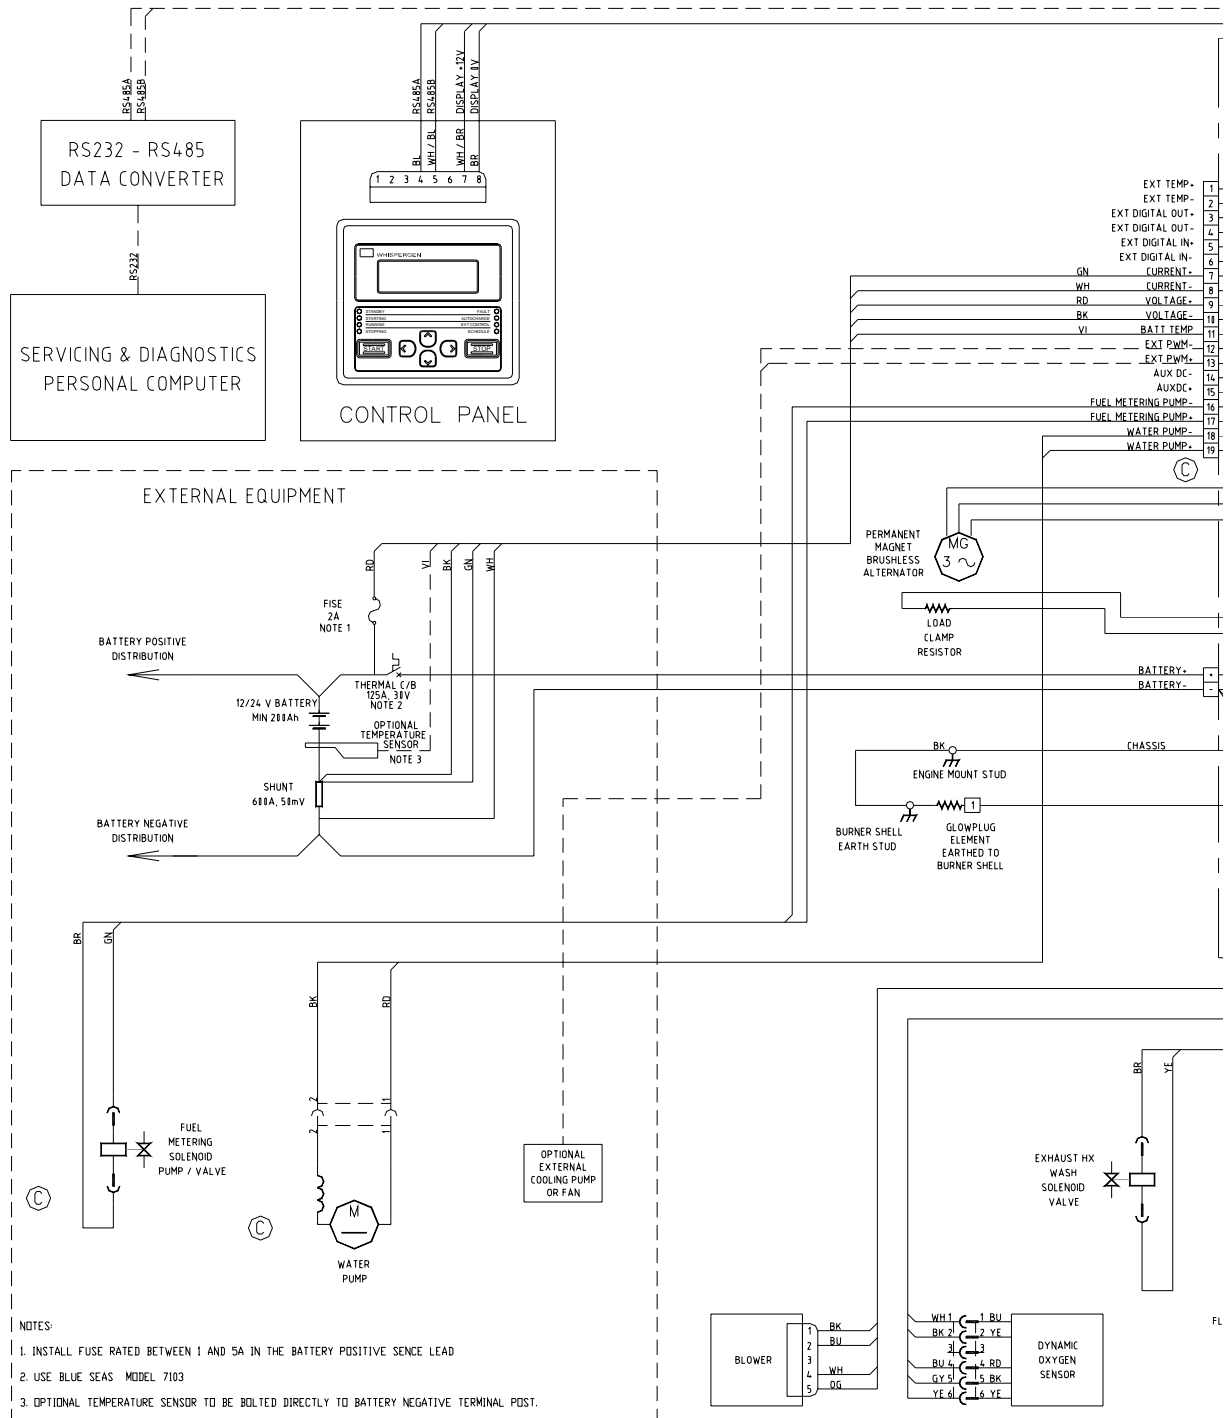 RS485A
RS485B
RS232 - RS485
DATA CONVERTER
RS232
SERVICING & DIAGNOSTICS
PERSONAL COMPUTER
RS485A
RS485B
DISPLAY +12V
DISPLAY 0V
BL
WH / BL
WH / BR
BR
1 2 3 4 5 6 7 8
WHISPERGEN
STANDBY FAULT
STARTING AUTOCHARGE
RUNNING EXT CONTROL
STOPPING SCHEDULE
START STOP
CONTROL PANEL
EXT TEMP+ 1
EXT TEMP- 2
EXT DIGITAL OUT+ 3
EXT DIGITAL OUT- 4
EXT DIGITAL IN+ 5
EXT DIGITAL IN- 6
GN CURRENT+ 7
WH CURRENT- 8
RD VOLTAGE+ 9
BK VOLTAGE- 10
VI BATT TEMP 11
EXT PWM- 12
EXT PWM+ 13
AUX DC- 14
AUXDC+ 15
FUEL METERING PUMP- 16
FUEL METERING PUMP+ 17
WATER PUMP- 18
WATER PUMP+ 19
C
EXTERNAL EQUIPMENT
PERMANENT
MAGNET
BRUSHLESS
ALTERNATOR
MG
3
LOAD
CLAMP
RESISTOR
RD
VI
BK
GN
WH
FISE
2A
NOTE 1
BATTERY POSITIVE
DISTRIBUTION
THERMAL C/B
125A, 30V
NOTE 2
12/24 V BATTERY
MIN 200Ah
OPTIONAL
TEMPERATURE
SENSOR
NOTE 3
SHUNT
600A, 50mV
BATTERY NEGATIVE
DISTRIBUTION
BATTERY+ +
BATTERY- -
BK
CHASSIS
ENGINE MOUNT STUD
1
BURNER SHELL
EARTH STUD
GLOWPLUG
ELEMENT
EARTHED TO
BURNER SHELL
BR
GN
BK
RD
2
1
2
1
FUEL
METERING
SOLENOID
PUMP / VALVE
C
C
M
WATER
PUMP
OPTIONAL
EXTERNAL
COOLING PUMP
OR FAN
BR
YE
EXHAUST HX
WASH
SOLENOID
VALVE
FL
BLOWER
1 BK
2 BU
3
4 WH
5 OG
WH 1 1 BU
BK 2 2 YE
3 3
BU 4 4 RD
GY 5 5 BK
YE 6 6 YE
DYNAMIC
OXYGEN
SENSOR
NOTES:
1. INSTALL FUSE RATED BETWEEN 1 AND 5A IN THE BATTERY POSITIVE SENCE LEAD
2. USE BLUE SEAS MODEL 7103
3. OPTIONAL TEMPERATURE SENSOR TO BE BOLTED DIRECTLY TO BATTERY NEGATIVE TERMINAL POST.